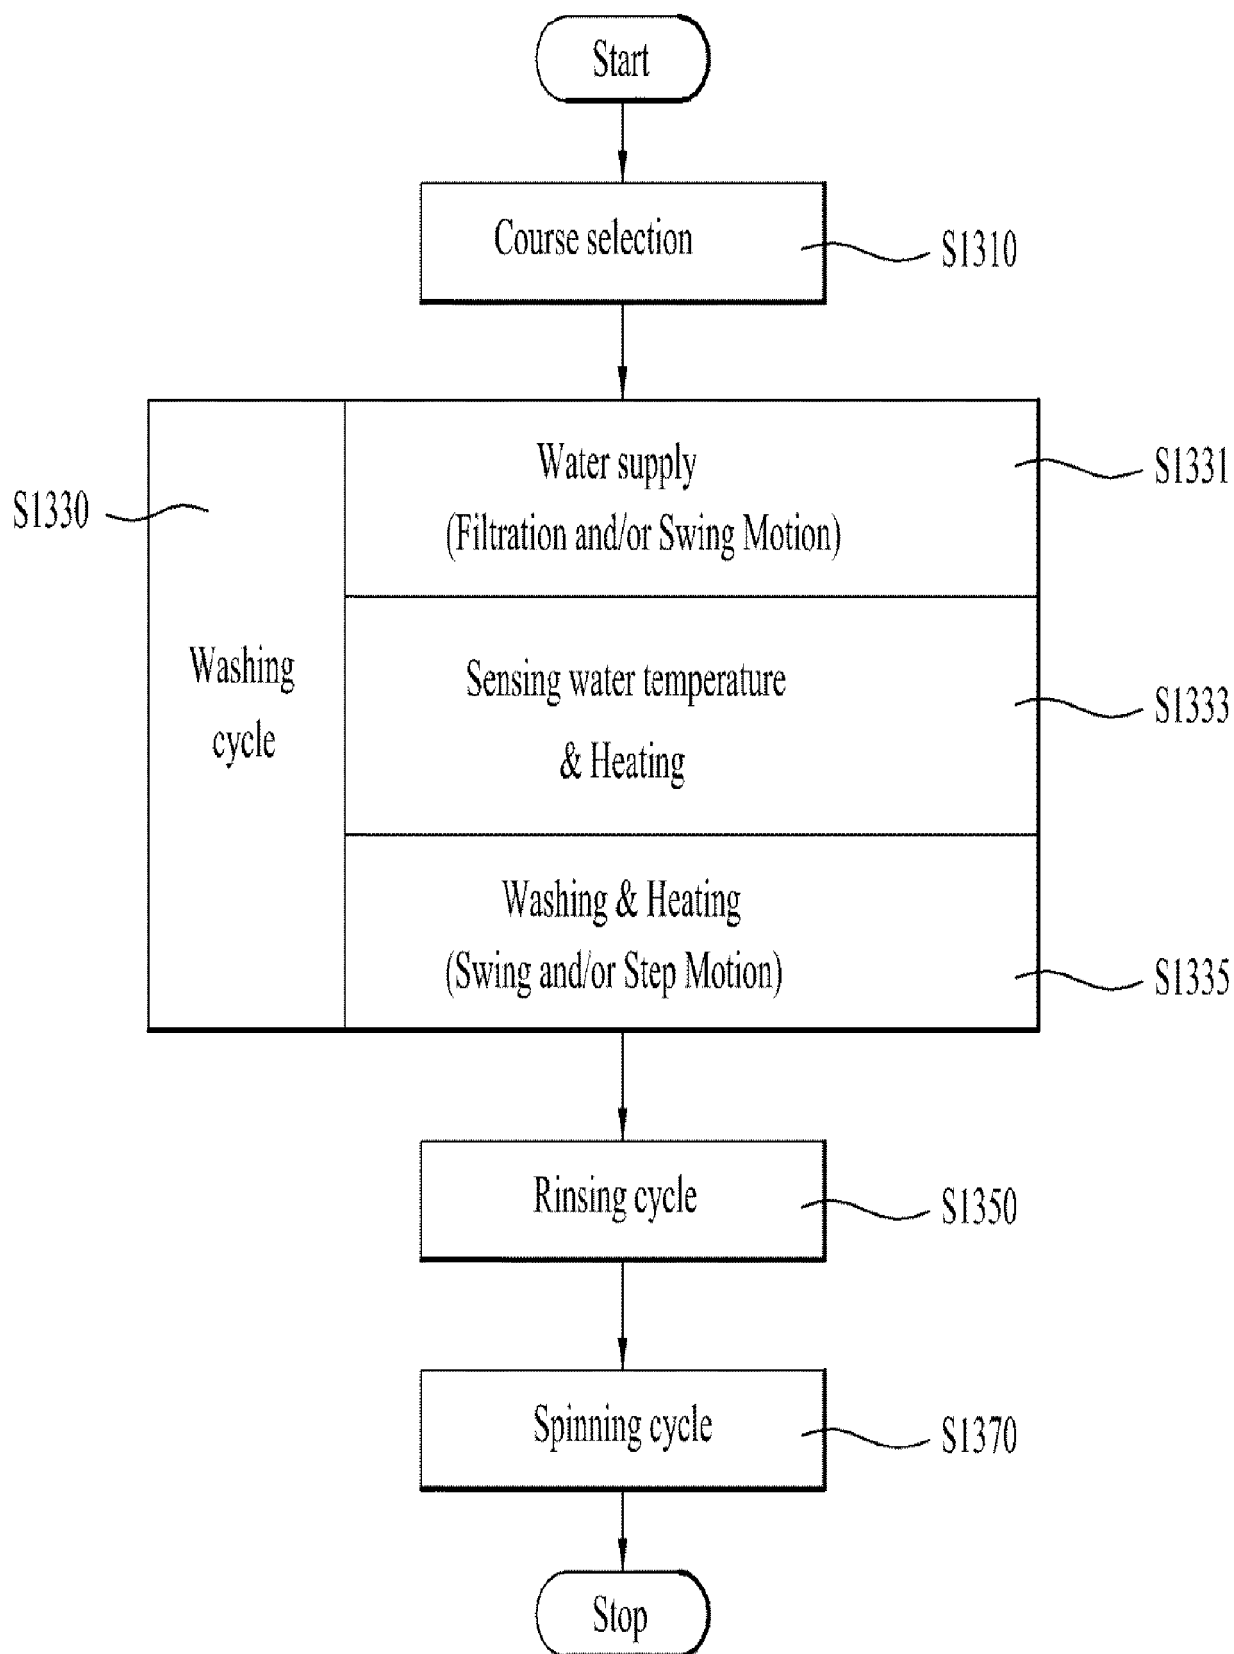 Start
Course selection
S1310
Water supply
(Filtration and/or Swing Motion)
S1331
S1330
Washing
cycle
Sensing water temperature
& Heating
S1333
Washing & Heating
(Swing and/or Step Motion)
S1335
Rinsing cycle
S1350
Spinning cycle
S1370
Stop